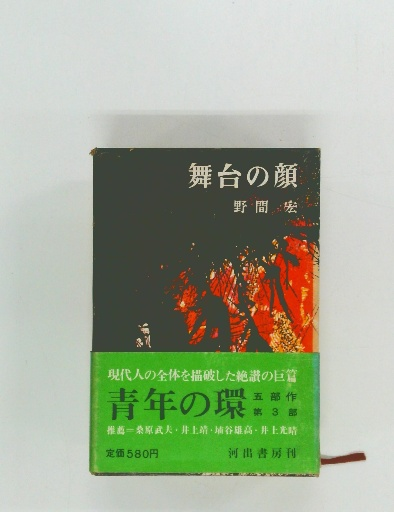 舞台の顔
野間 宏
現代人の全体を描破した絶讃の巨篇
青年の環 五部作 第3部
推薦=桑原武夫・井上靖・埴谷雄高・井上光晴
定価580円 河出書房刊